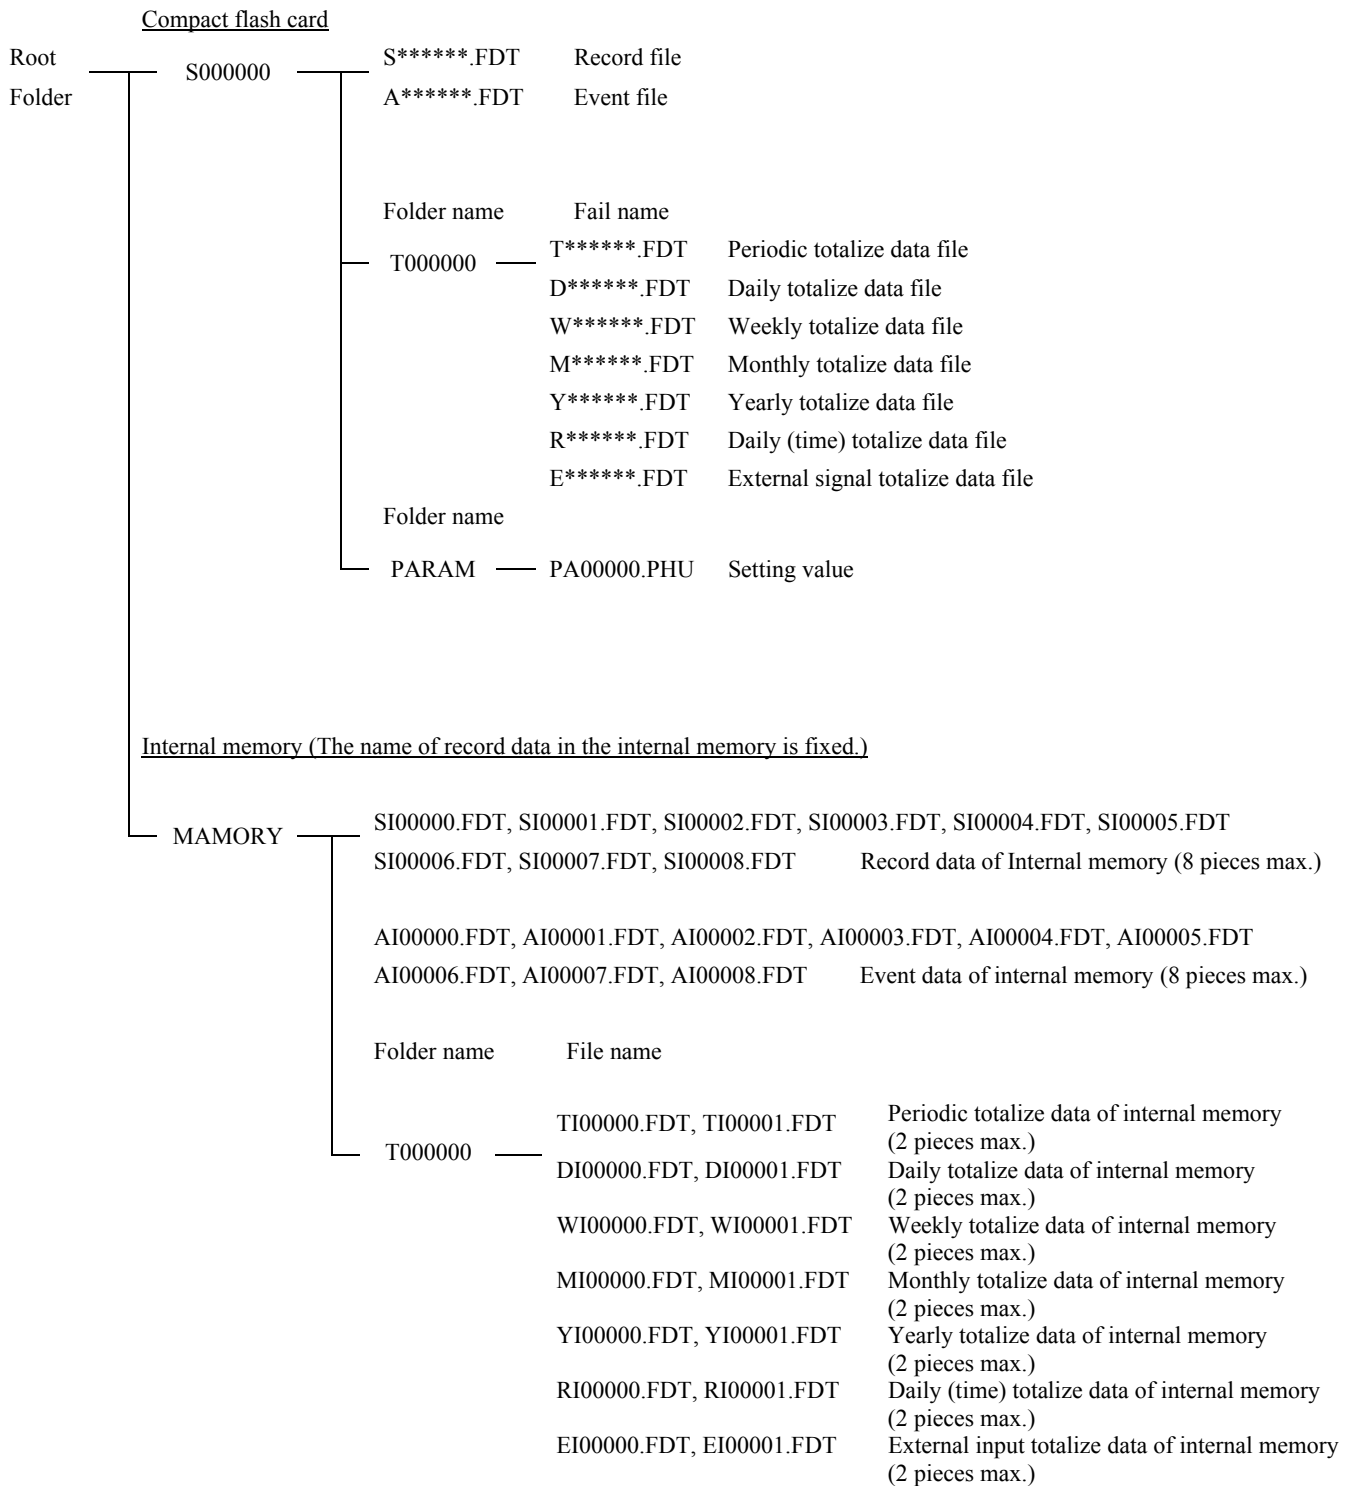 Compact flash card
Root
Folder
S000000
S******.FDT Record file
A******.FDT Event file
Folder name Fail name
T000000
T******.FDT Periodic totalize data file
D******.FDT Daily totalize data file
W******.FDT Weekly totalize data file
M******.FDT Monthly totalize data file
Y******.FDT Yearly totalize data file
R******.FDT Daily (time) totalize data file
E******.FDT External signal totalize data file
Folder name
PARAM PA00000.PHU Setting value
Internal memory (The name of record data in the internal memory is fixed.)
MAMORY
SI00000.FDT, SI00001.FDT, SI00002.FDT, SI00003.FDT, SI00004.FDT, SI00005.FDT
SI00006.FDT, SI00007.FDT, SI00008.FDT Record data of Internal memory (8 pieces max.)
AI00000.FDT, AI00001.FDT, AI00002.FDT, AI00003.FDT, AI00004.FDT, AI00005.FDT
AI00006.FDT, AI00007.FDT, AI00008.FDT Event data of internal memory (8 pieces max.)
Folder name File name
T000000
TI00000.FDT, TI00001.FDT Periodic totalize data of internal memory
(2 pieces max.)
DI00000.FDT, DI00001.FDT Daily totalize data of internal memory
(2 pieces max.)
WI00000.FDT, WI00001.FDT Weekly totalize data of internal memory
(2 pieces max.)
MI00000.FDT, MI00001.FDT Monthly totalize data of internal memory
(2 pieces max.)
YI00000.FDT, YI00001.FDT Yearly totalize data of internal memory
(2 pieces max.)
RI00000.FDT, RI00001.FDT Daily (time) totalize data of internal memory
(2 pieces max.)
EI00000.FDT, EI00001.FDT External input totalize data of internal memory
(2 pieces max.)